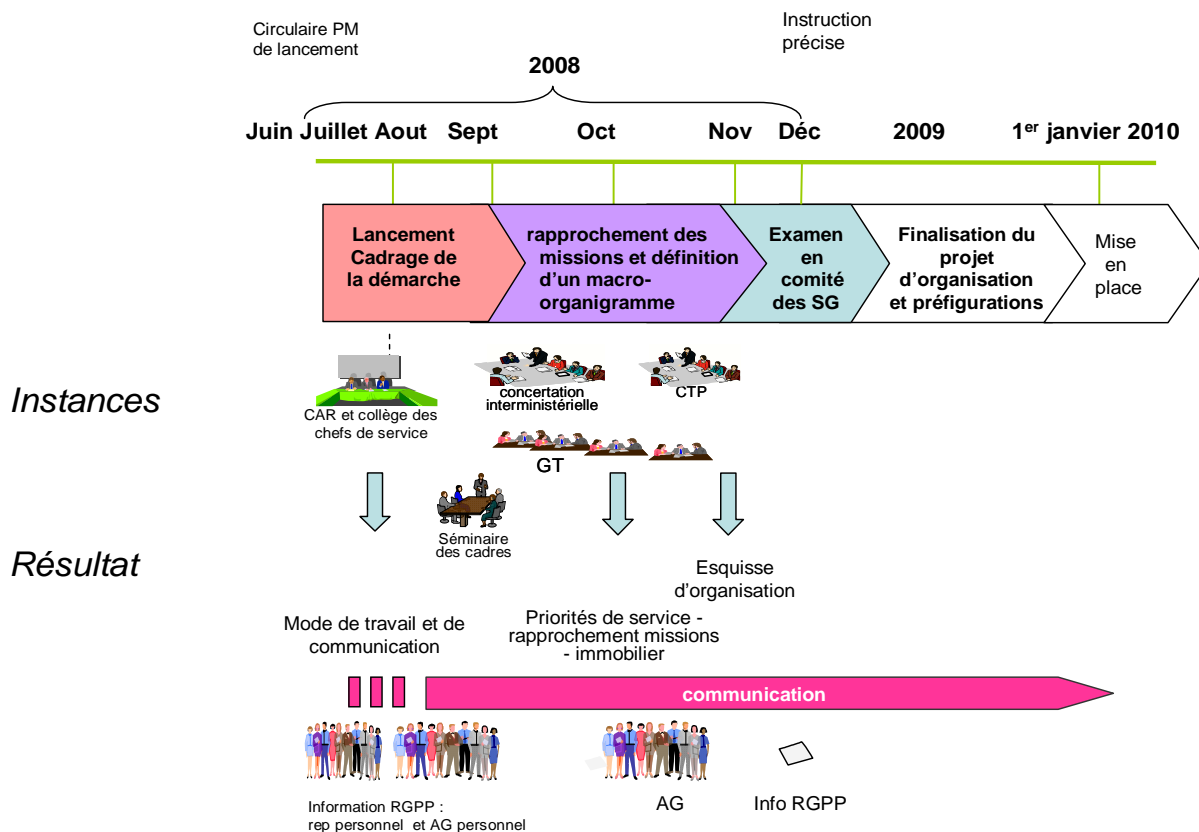 Circulaire PM
de lancement
Instruction
précise
2008
Juin Juillet Aout Sept Oct Nov Déc 2009 1er janvier 2010
Lancement
Cadrage de
la démarche
rapprochement des
missions et définition
d’un macro-
organigramme
Examen
en
comité
des SG
Finalisation du
projet
d’organisation
et préfigurations
Mise
en
place
Instances
CAR et collège des
chefs de service
concertation
interministérielle
CTP
GT
Séminaire
des cadres
Résultat
Esquisse
d’organisation
Mode de travail et de
communication
Priorités de service -
rapprochement missions
- immobilier
communication
Information RGPP :
rep personnel et AG personnel
AG
Info RGPP